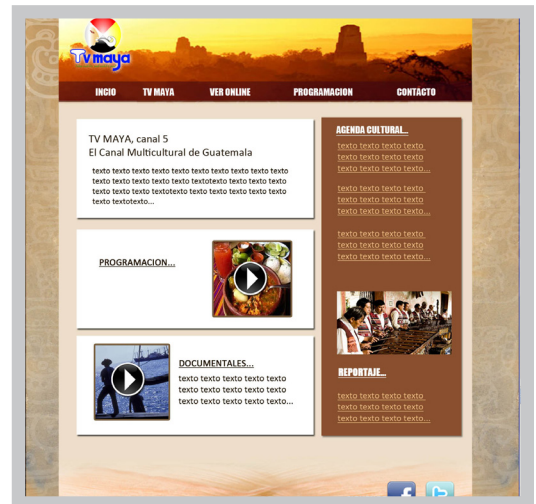 Tvmaya
INCIO TV MAYA VER ONLINE PROGRAMACION CONTACTO
TV MAYA, canal 5
El Canal Multicultural de Guatemala
texto texto texto texto texto texto texto texto texto texto
texto texto texto texto texto textotexto texto texto texto
texto texto texto textotexto texto texto texto texto texto
texto textotexto...
PROGRAMACION...
DOCUMENTALES...
texto texto texto texto texto
texto texto texto texto texto
texto texto texto texto texto...
AGENDA CULTURAL...
texto texto texto texto
texto texto texto texto
texto texto texto texto...
texto texto texto texto
texto texto texto texto
texto texto texto texto...
texto texto texto texto
texto texto texto texto
texto texto texto texto...
REPORTAJE...
texto texto texto texto
texto texto texto texto
texto texto texto texto...